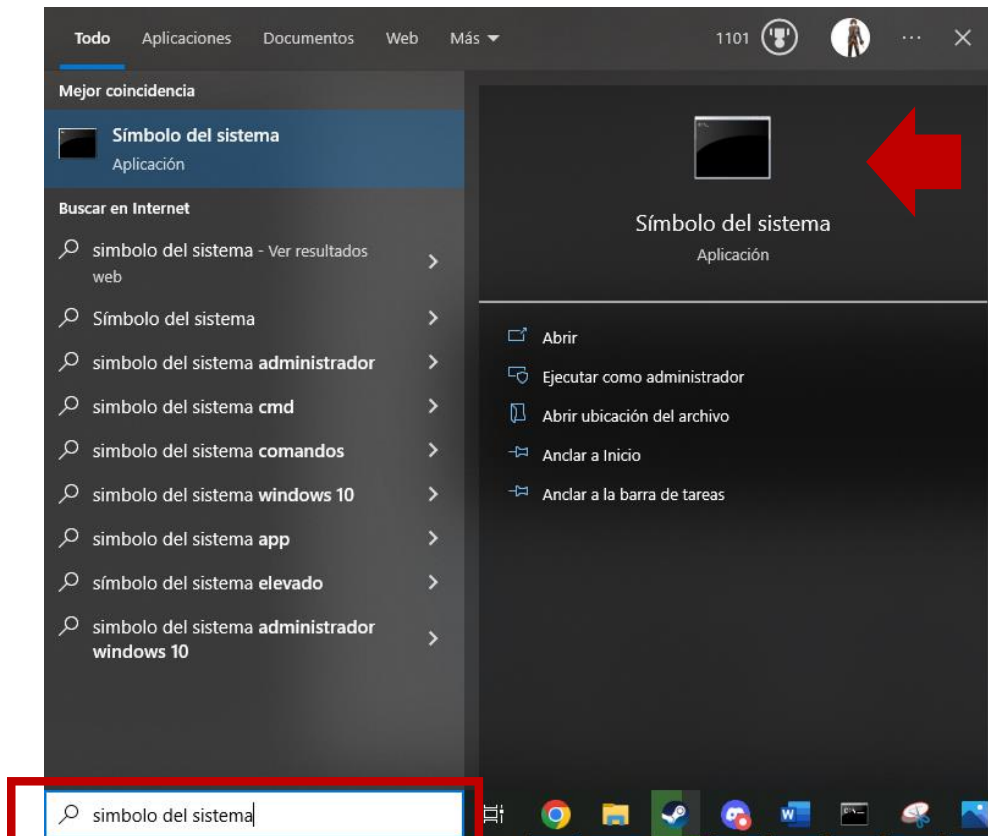 Todo Aplicaciones Documentos Web Más 1101 ...
Mejor coincidencia
Símbolo del sistema
Aplicación
Buscar en Internet
simbolo del sistema - Ver resultados
web
Símbolo del sistema
simbolo del sistema administrador
simbolo del sistema cmd
simbolo del sistema comandos
simbolo del sistema windows 10
simbolo del sistema app
símbolo del sistema elevado
simbolo del sistema administrador
windows 10
Símbolo del sistema
Aplicación
Abrir
Ejecutar como administrador
Abrir ubicación del archivo
Anclar a Inicio
Anclar a la barra de tareas
simbolo del sistema